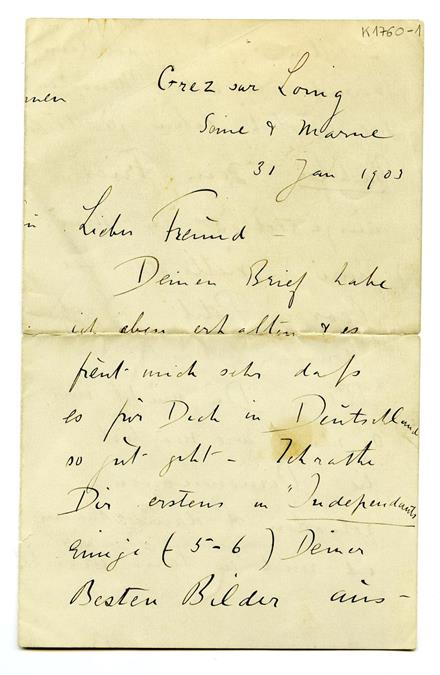 K1760-1
Grez sur Loing
Seine & Marne
31 Jan 1903
Lieber Freund
Deinen Brief habe
ich eben erhalten & es
freut mich sehr daß
es für Dich in Deutschland
so gut geht – Ich rathe
Dir erstens in "Independants
Einige (5-6) Deiner
Besten Bilder aus-